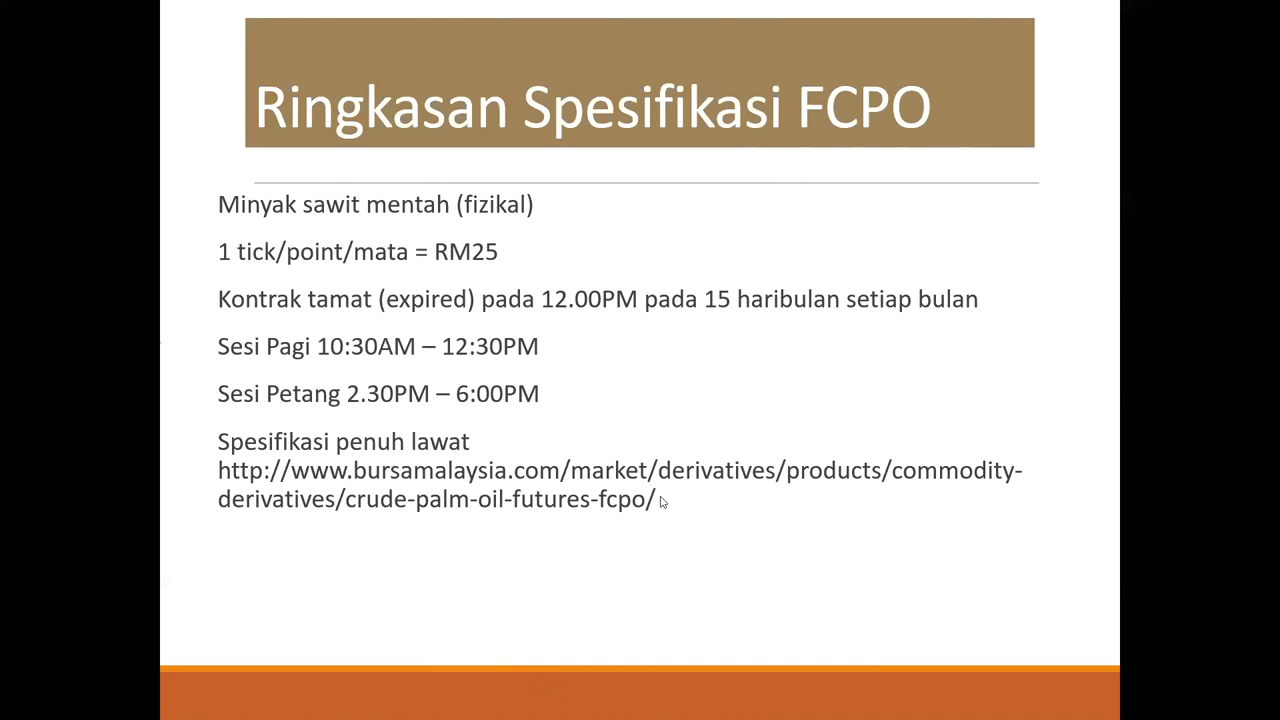 Ringkasan Spesifikasi FCPO
Minyak sawit mentah (fizikal)
1 tick/point/mata = RM25
Kontrak tamat (expired) pada 12.00PM pada 15 haribulan setiap bulan
Sesi Pagi 10:30AM – 12:30PM
Sesi Petang 2.30PM – 6:00PM
Spesifikasi penuh lawat
http://www.bursamalaysia.com/market/derivatives/products/commodity-
derivatives/crude-palm-oil-futures-fcpo/